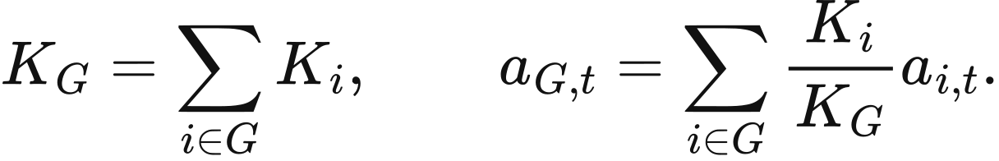 K_G = \sum_{i \in G} K_i, \qquad a_{G,t} = \sum_{i \in G} \frac{K_i}{K_G} a_{i,t}.